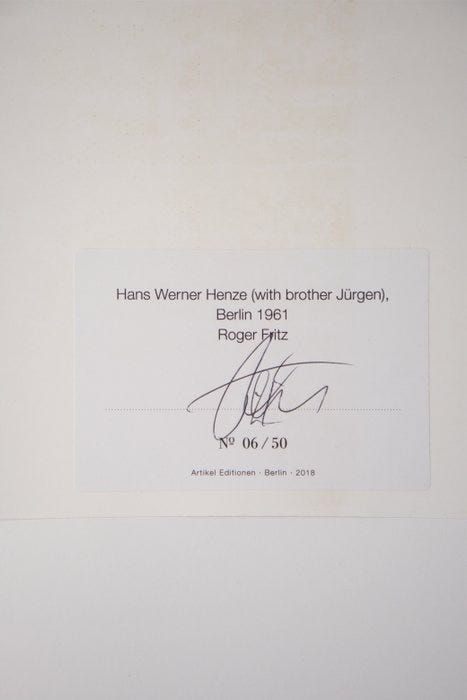 Hans Werner Henze (with brother Jürgen),
Berlin 1961
Roger Fritz
Nº 06 / 50
Artikel Editionen · Berlin · 2018